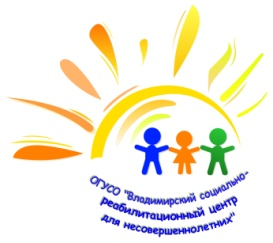 ОГУСО "Владимирский социально-
реабилитационный центр
для несовершеннолетних"